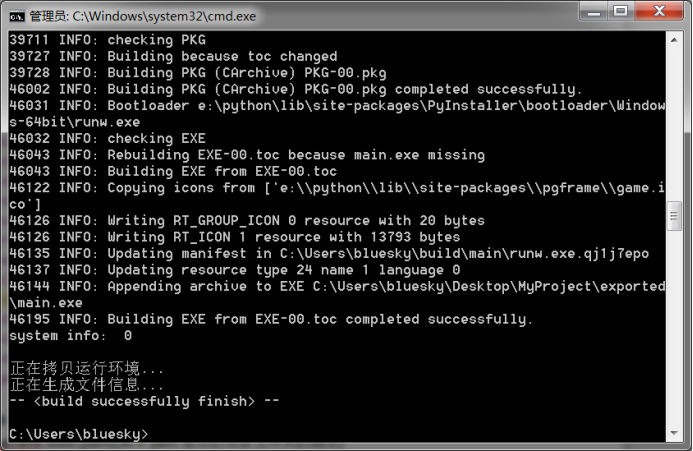 管理员: C:\Windows\system32\cmd.exe
39711 INFO: checking PKG
39727 INFO: Building because toc changed
39728 INFO: Building PKG (CArchive) PKG-00.pkg
46002 INFO: Building PKG (CArchive) PKG-00.pkg completed successfully.
46031 INFO: Bootloader e:\python\lib\site-packages\PyInstaller\bootloader\Window
s-64bit\runw.exe
46032 INFO: checking EXE
46043 INFO: Rebuilding EXE-00.toc because main.exe missing
46043 INFO: Building EXE from EXE-00.toc
46122 INFO: Copying icons from ['e:\\python\\lib\\site-packages\\pgframe\\game.i
co']
46126 INFO: Writing RT_GROUP_ICON 0 resource with 20 bytes
46126 INFO: Writing RT_ICON 1 resource with 13793 bytes
46135 INFO: Updating manifest in C:\Users\bluesky\build\main\runw.exe.qj1j7epo
46137 INFO: Updating resource type 24 name 1 language 0
46144 INFO: Appending archive to EXE C:\Users\bluesky\Desktop\MyProject\exported
\main.exe
46195 INFO: Building EXE from EXE-00.toc completed successfully.
system info:  0
正在拷贝运行环境...
正在生成文件信息...
-- <build successfully finish> --
C:\Users\bluesky>